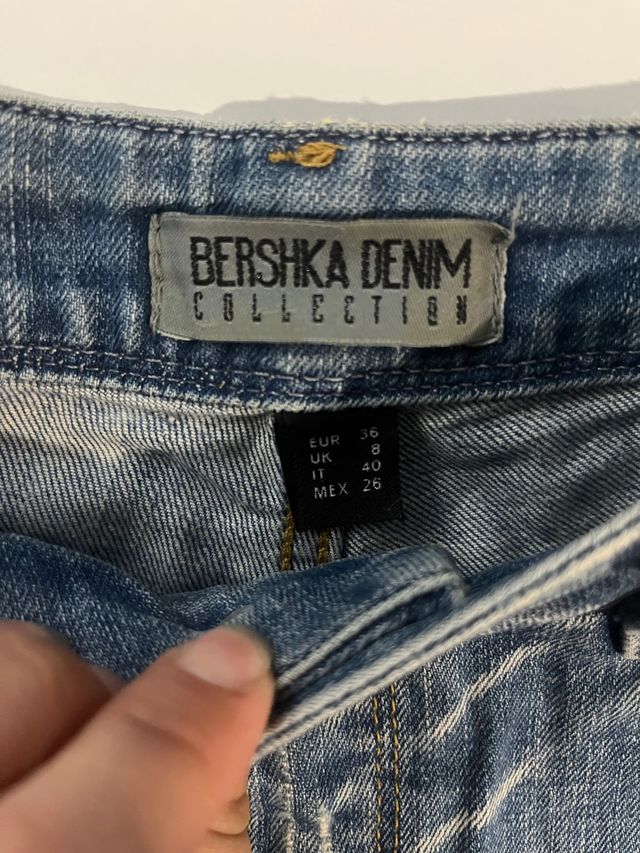 BERSHKA DENIM
COLLECTION
EUR 36
UK 8
IT 40
MEX 26